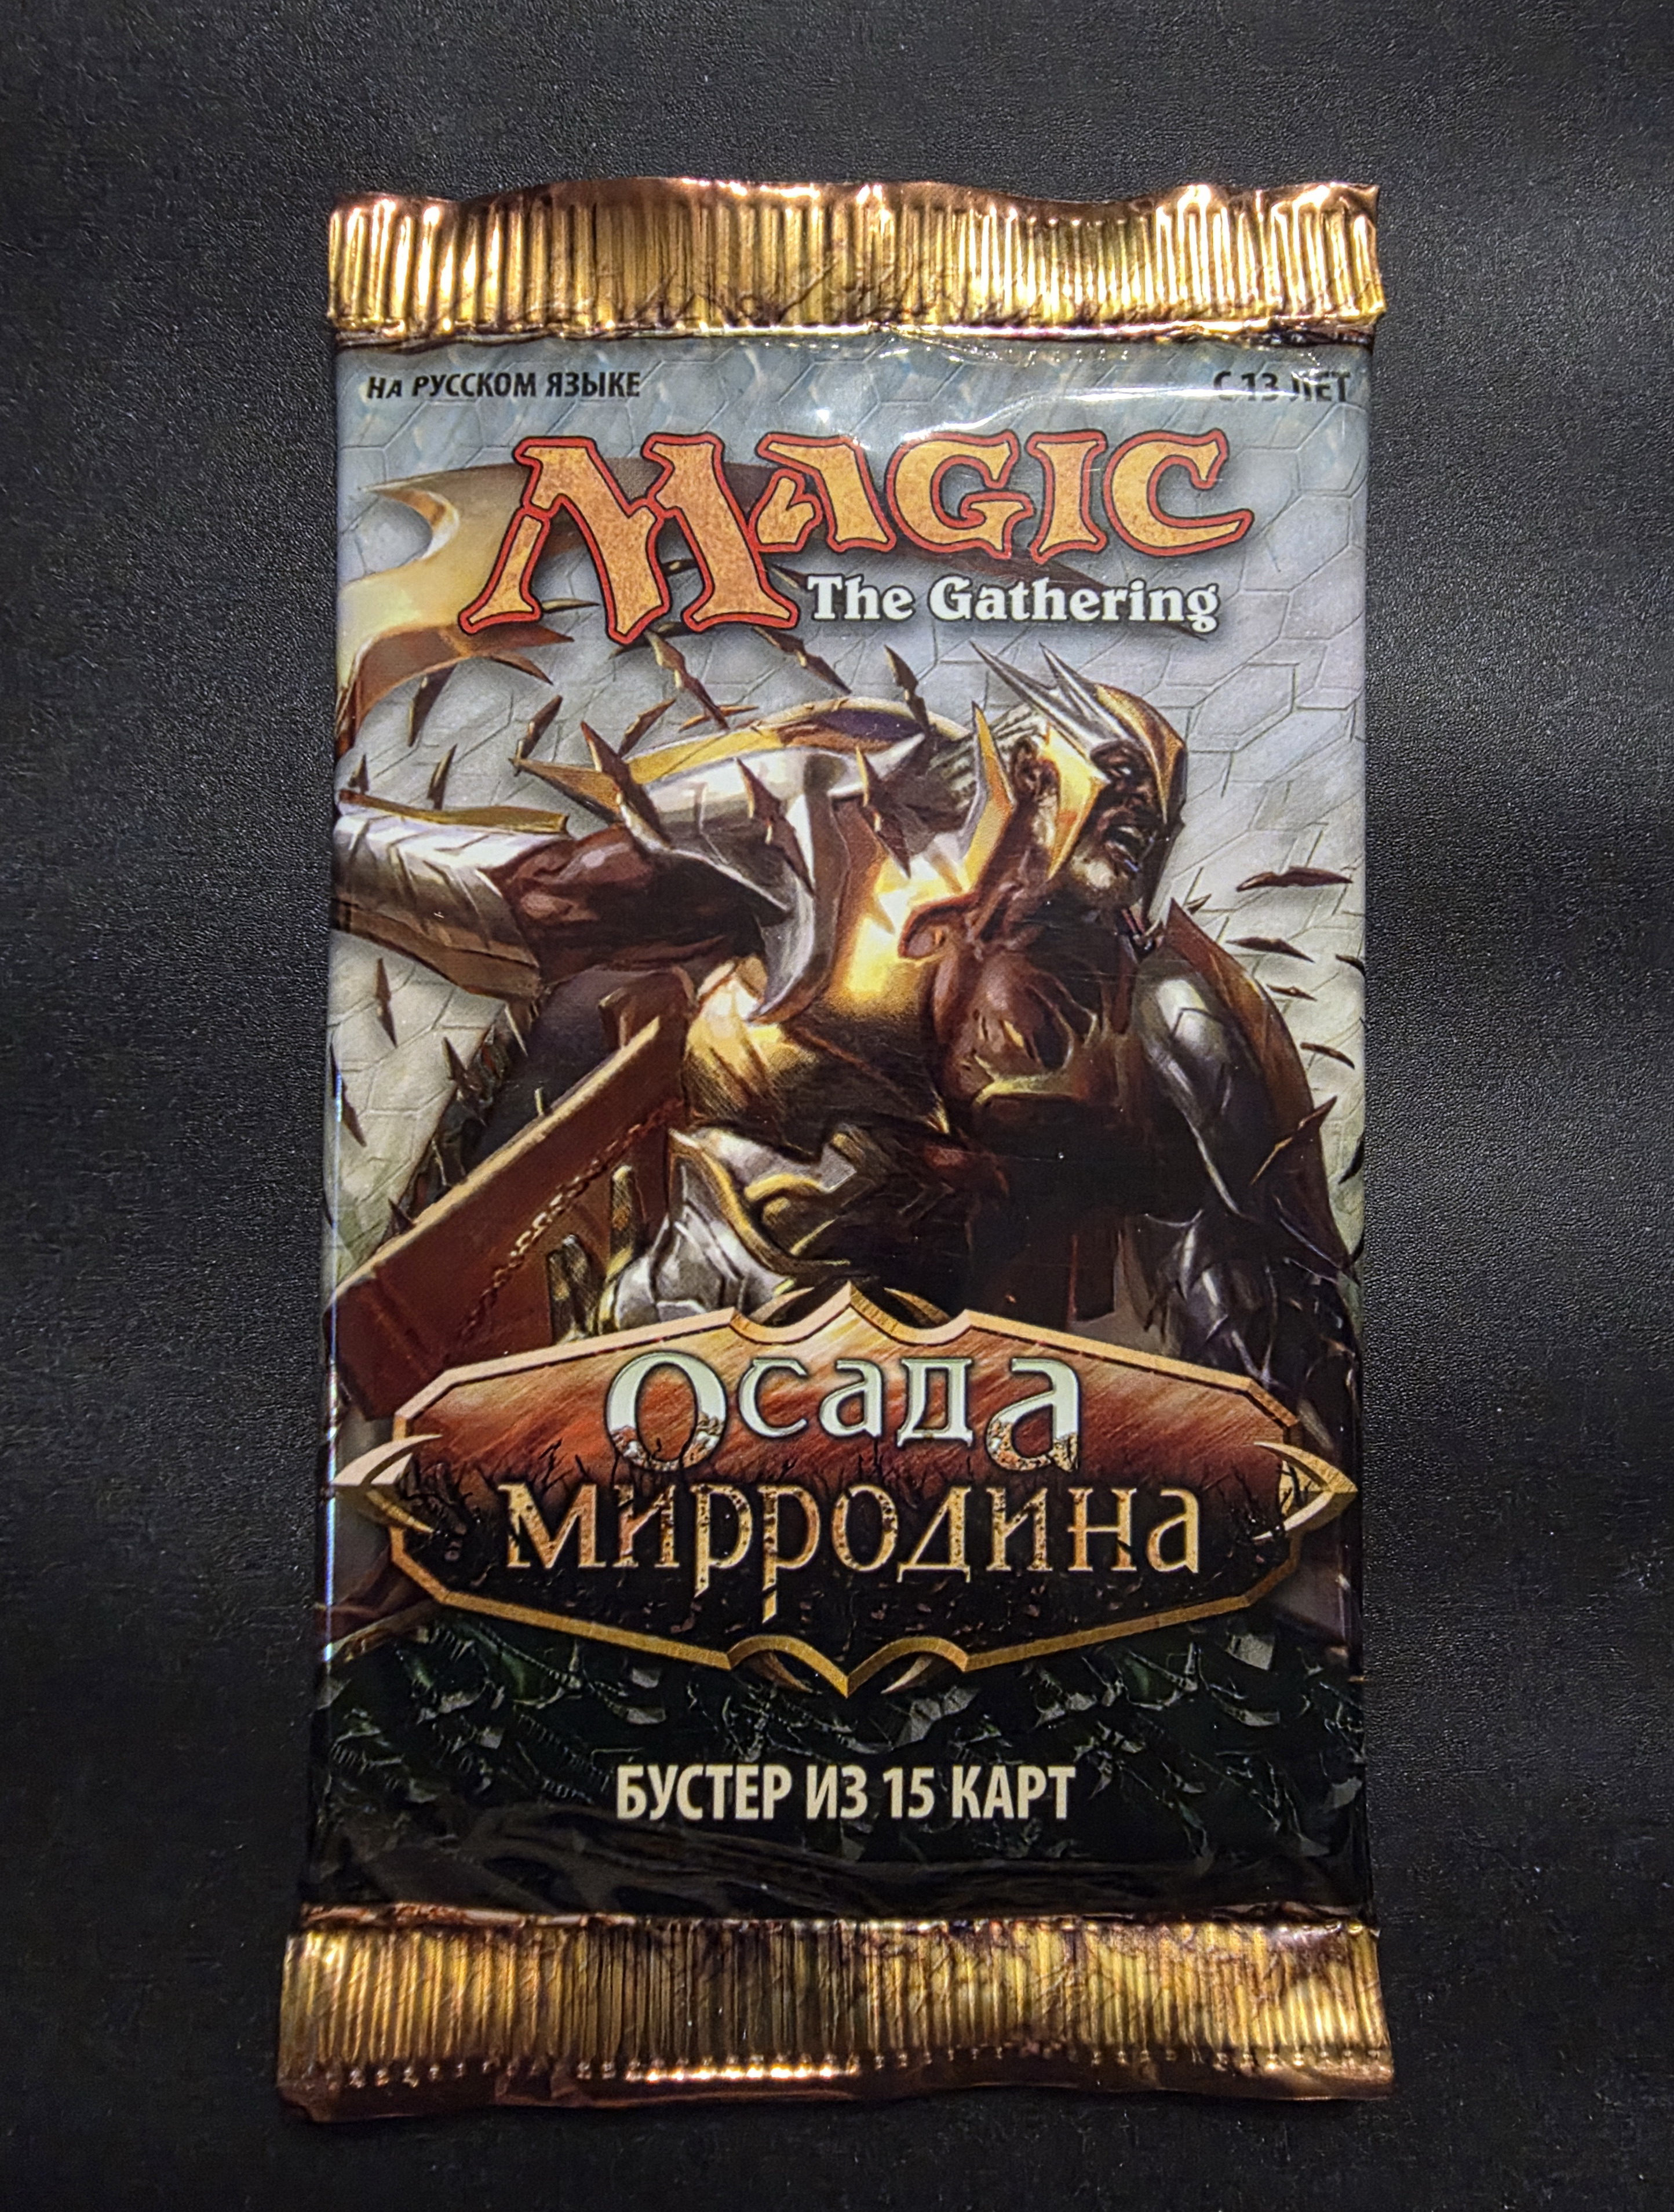 НА РУССКОМ ЯЗЫКЕ
С 13 ЛЕТ
MAGIC
The Gathering
Осада
мирродина
БУСТЕР ИЗ 15 КАРТ